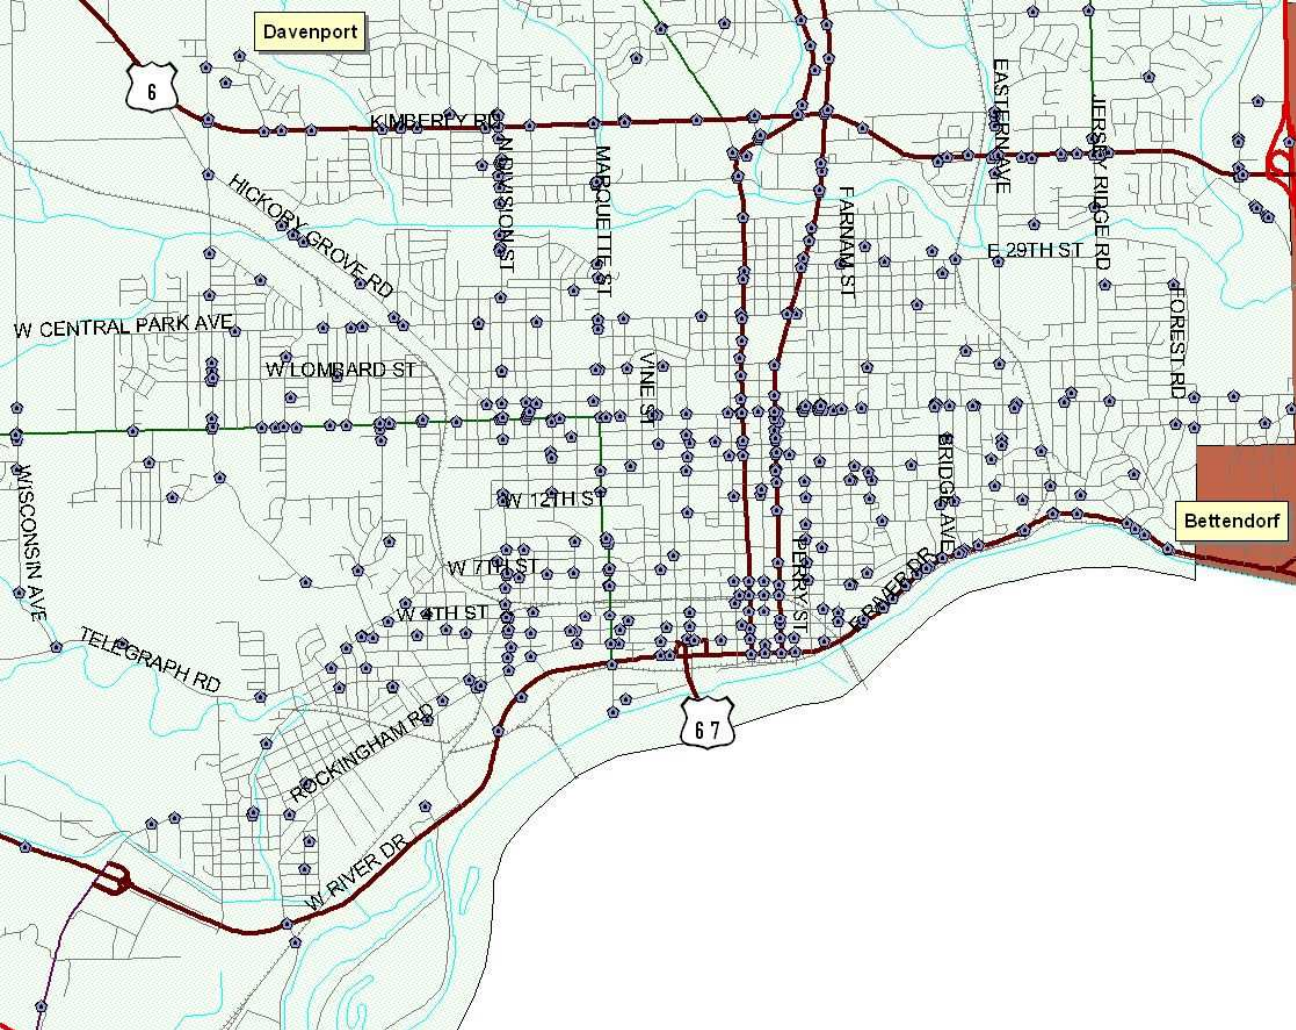 Davenport
6
KIMBERLY RD
EASTERN AVE
JERSEY RIDGE RD
N DIVISION ST
MARQUETTE ST
HICKORY GROVE RD
FARNAM ST
E 29TH ST
W CENTRAL PARK AVE
FOREST RD
W LOMBARD ST
VINE ST
BRIDGE AVE
WISCONSIN AVE
W 12TH ST
Bettendorf
PERRY ST
W 7TH ST
E RIVER DR
W 4TH ST
TELEGRAPH RD
67
ROCKINGHAM RD
W RIVER DR